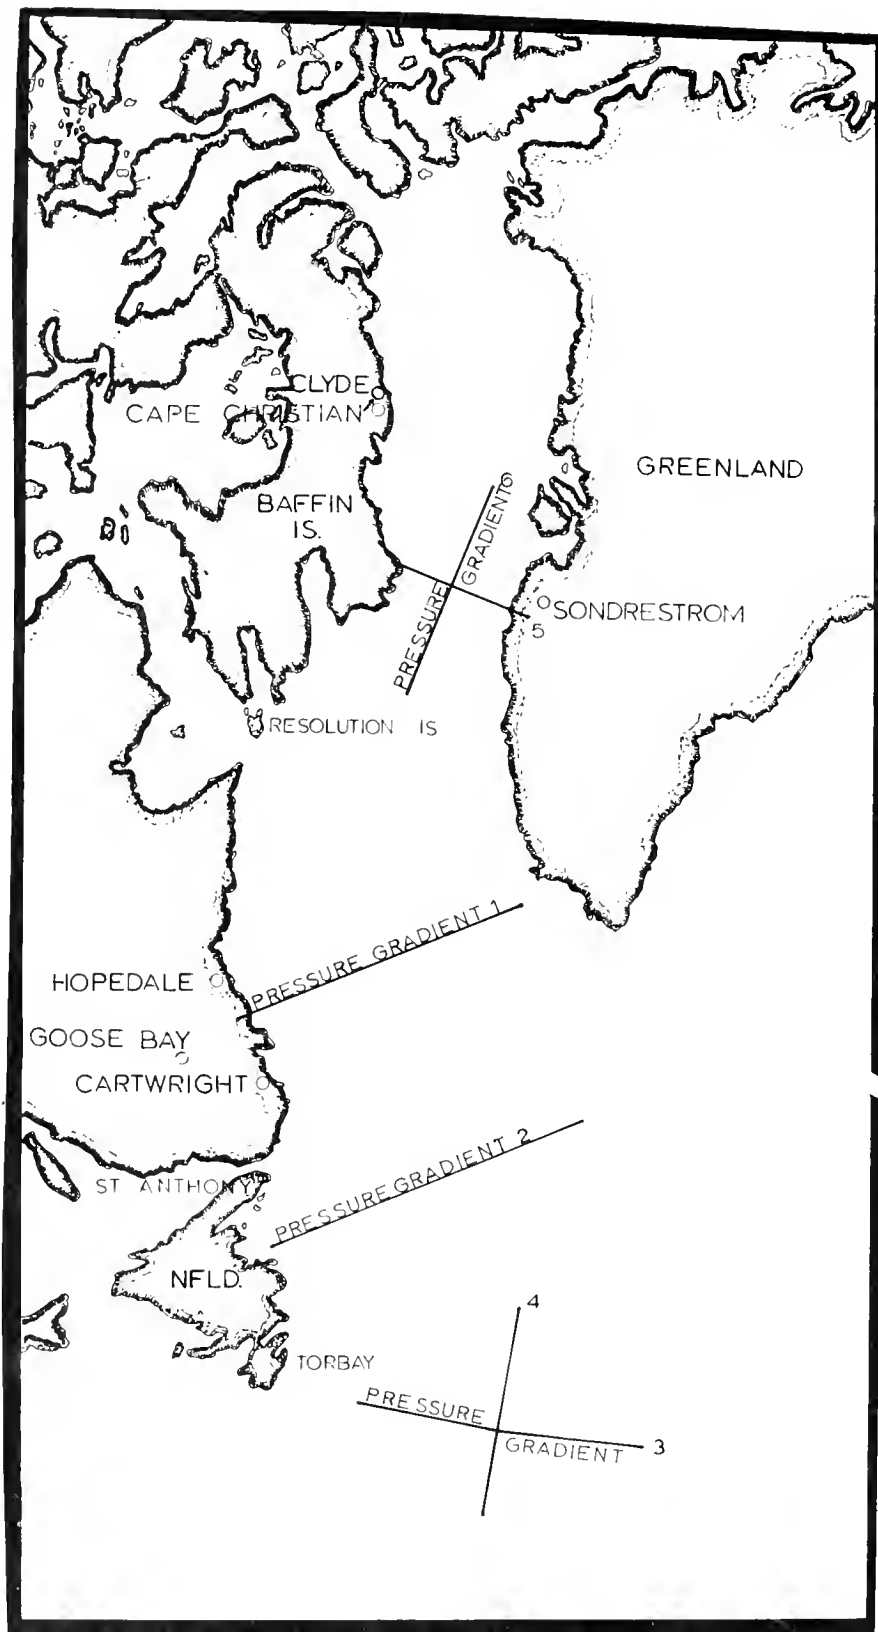 CLYDE
CAPE CHRISTIAN
GREENLAND
BAFFIN
IS.
PRESSURE GRADIENT 6
SONDRESTROM
5
RESOLUTION IS
PRESSURE GRADIENT 1
HOPEDALE
GOOSE BAY
CARTWRIGHT
PRESSURE GRADIENT 2
ST ANTHONY
NFLD.
4
TORBAY
PRESSURE
GRADIENT 3